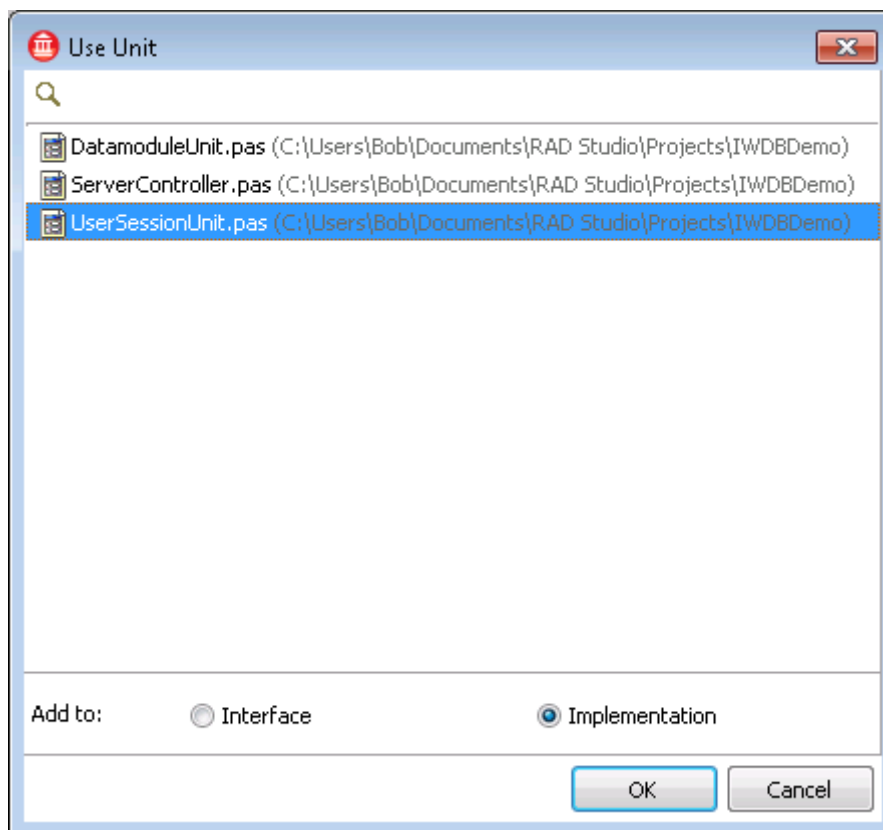 Use Unit
DatamoduleUnit.pas (C:\Users\Bob\Documents\RAD Studio\Projects\IWDBDemo)
ServerController.pas (C:\Users\Bob\Documents\RAD Studio\Projects\IWDBDemo)
UserSessionUnit.pas (C:\Users\Bob\Documents\RAD Studio\Projects\IWDBDemo)
Add to: Interface Implementation
OK Cancel